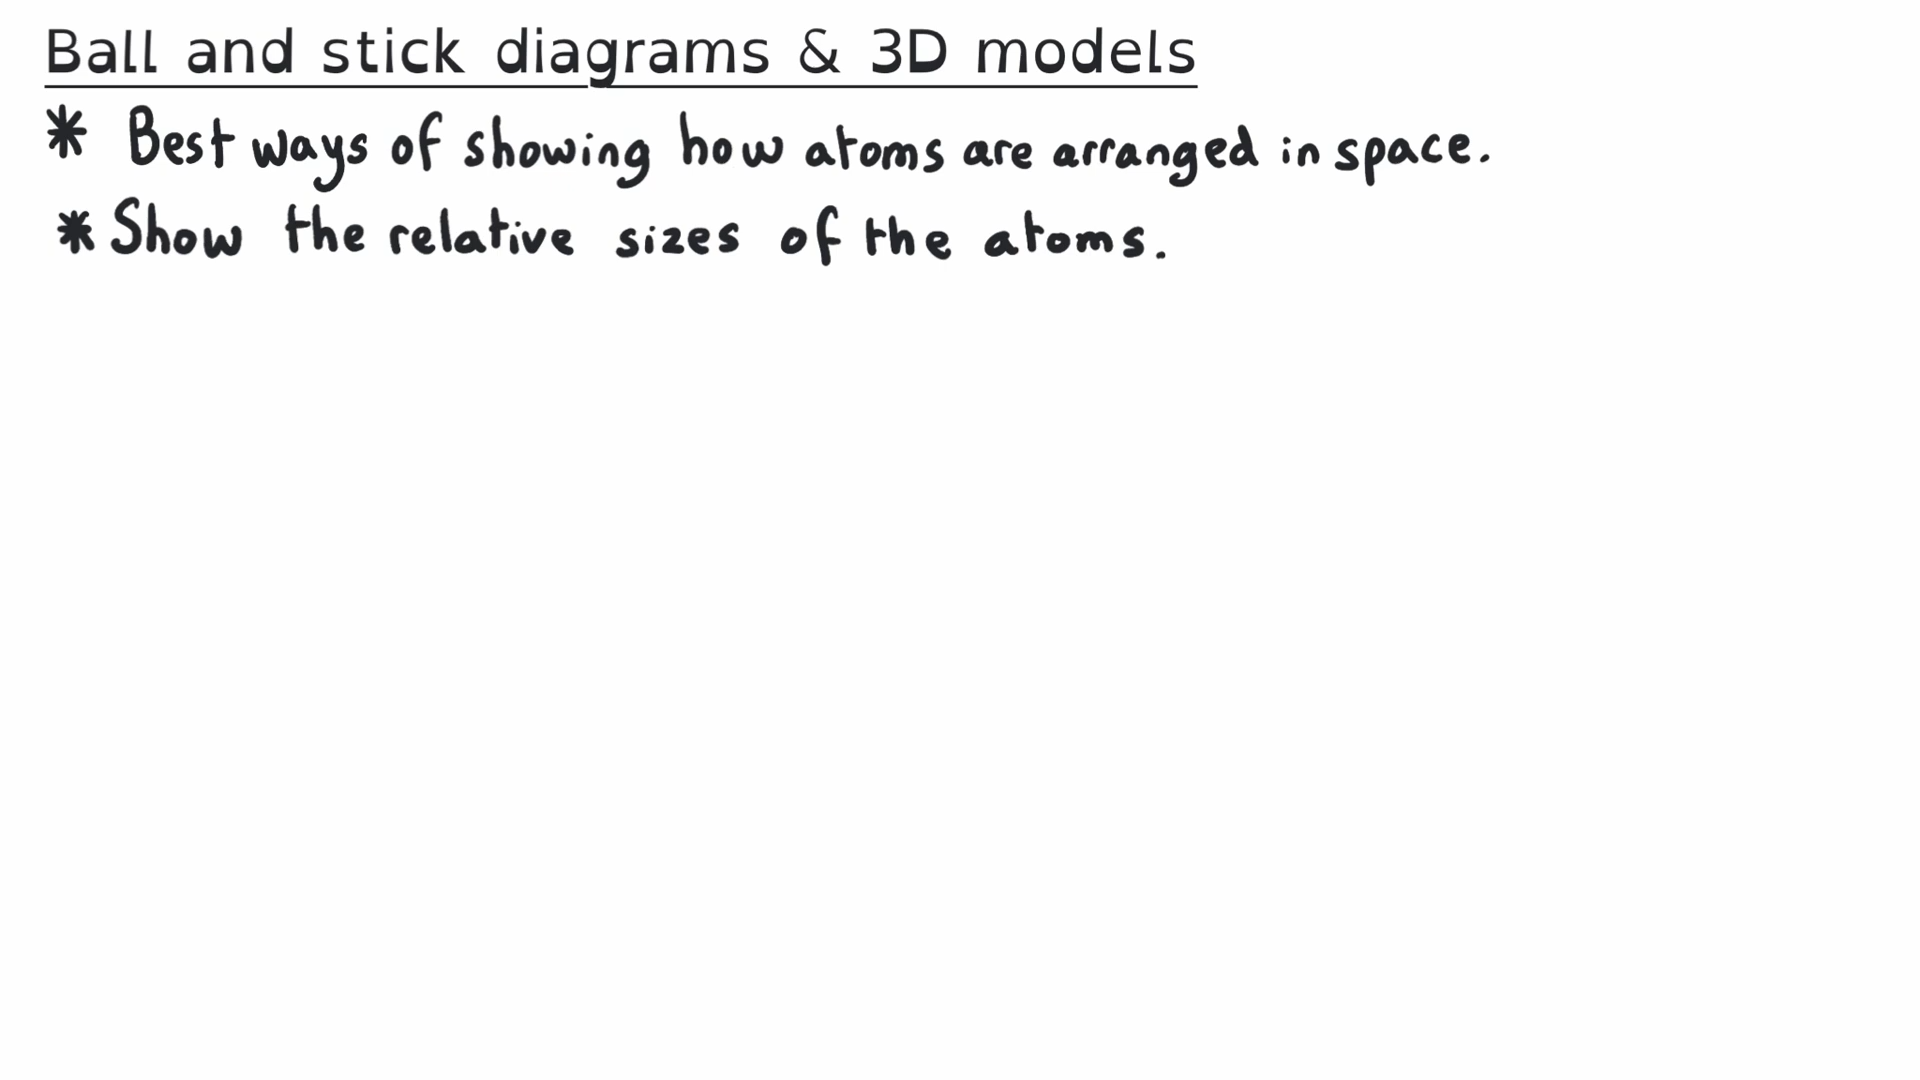 Ball and stick diagrams & 3D models
* Best ways of showing how atoms are arranged in space.
* Show the relative sizes of the atoms.